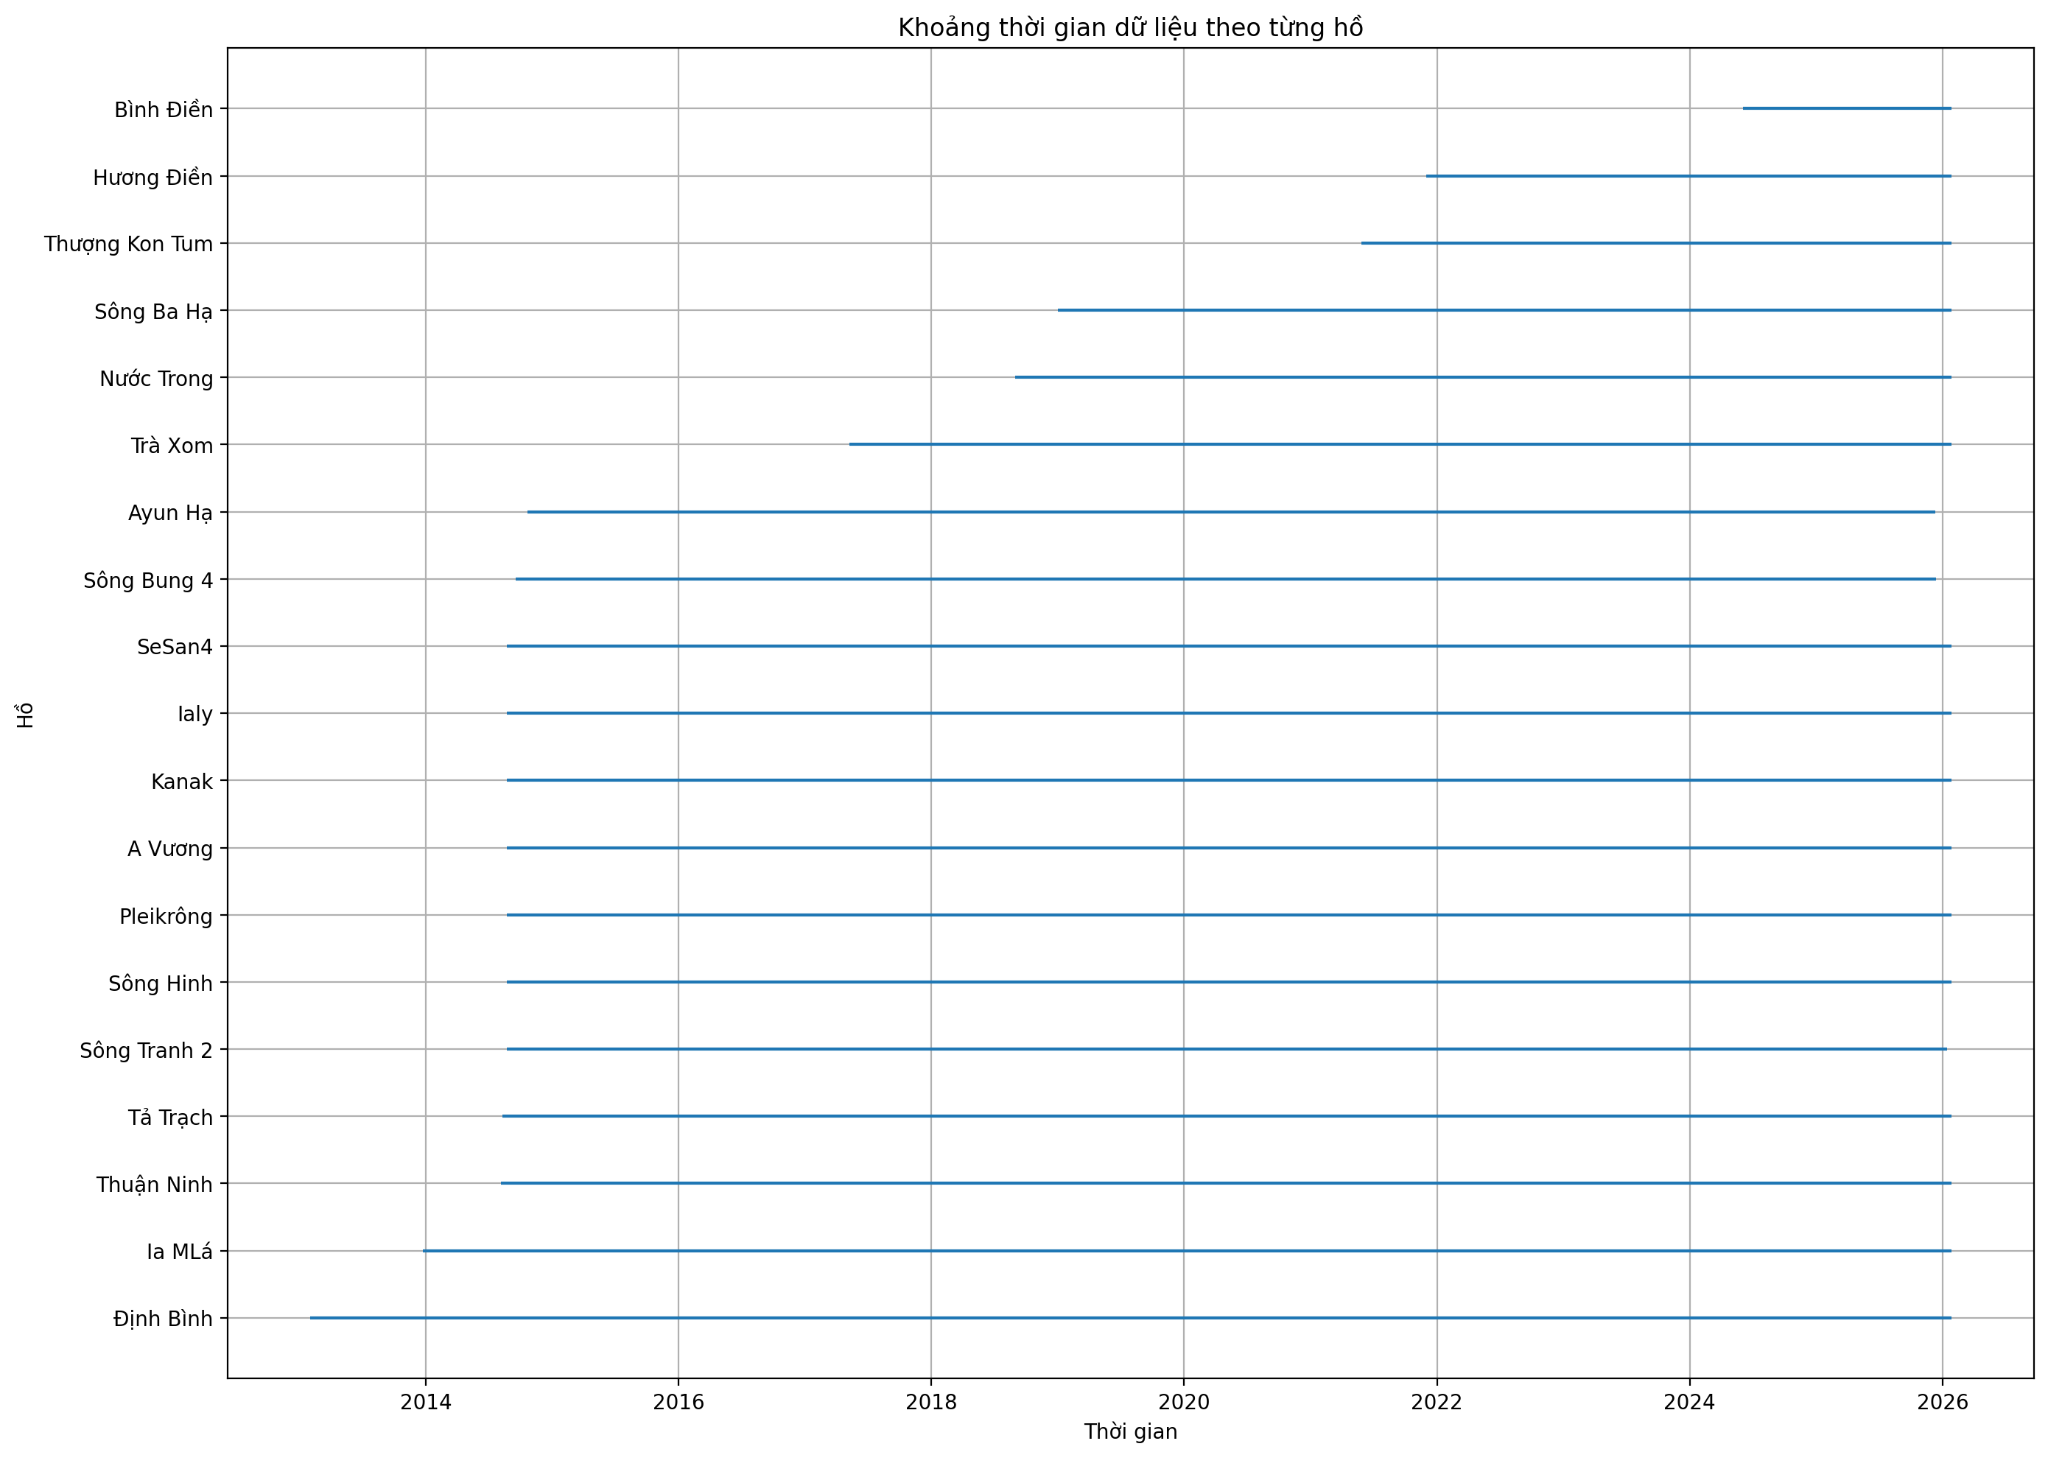 Khoảng thời gian dữ liệu theo từng hồ
Bình Điền
Hương Điền
Thượng Kon Tum
Sông Ba Hạ
Nước Trong
Trà Xom
Ayun Hạ
Sông Bung 4
SeSan4
Ialy
Kanak
A Vương
Pleikrông
Sông Hinh
Sông Tranh 2
Tả Trạch
Thuận Ninh
Ia MLá
Định Bình
Hồ
2014 2016 2018 2020 2022 2024 2026
Thời gian